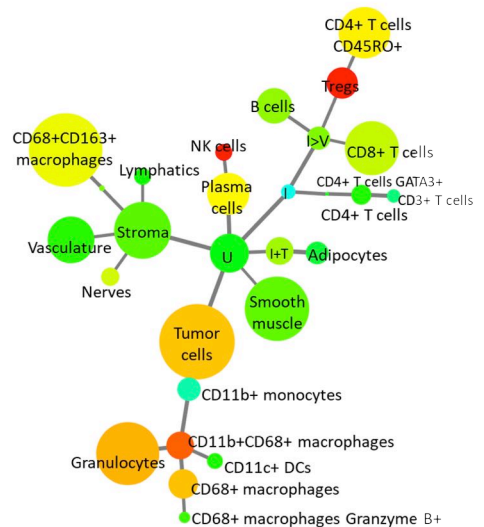 CD4+ T cells
CD45RO+
Tregs
B cells
I>V
CD8+ T cells
CD68+CD163+
macrophages
NK cells
Lymphatics
Plasma
cells
I
CD4+ T cells GATA3+
CD3+ T cells
CD4+ T cells
Stroma
Vasculature
U
I+T
Adipocytes
Nerves
Smooth
muscle
Tumor
cells
CD11b+ monocytes
CD11b+CD68+ macrophages
Granulocytes
CD11c+ DCs
CD68+ macrophages
CD68+ macrophages Granzyme B+